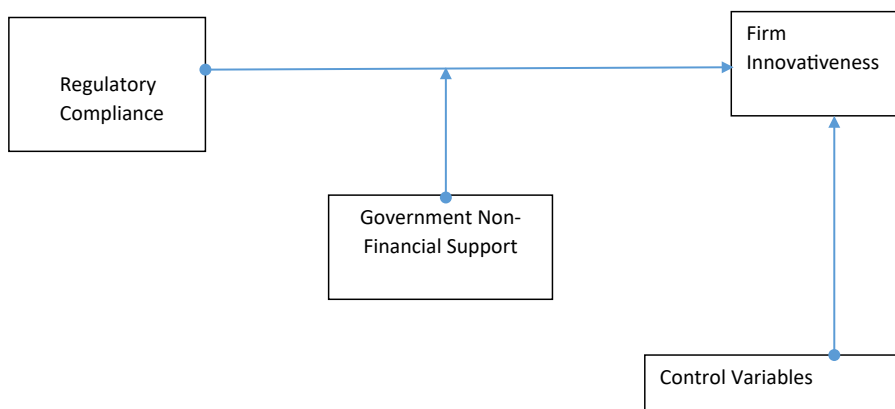 Firm
Innovativeness
Regulatory
Compliance
Government Non-
Financial Support
Control Variables